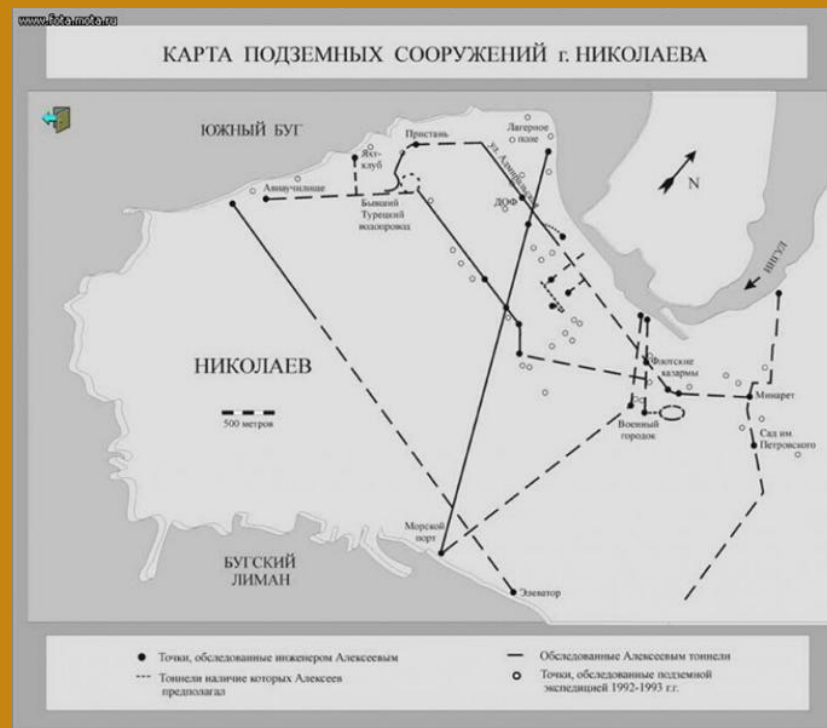 www.fota.mota.ru
КАРТА ПОДЗЕМНЫХ СООРУЖЕНИЙ г. НИКОЛАЕВА
ЮЖНЫЙ БУГ
Пристань
Лагерное
поле
Яхт-
клуб
ул. Адмиральская
Авиаучилище
ДОФ
Бывший
Турецкий
водопровод
N
ИНГУЛ
НИКОЛАЕВ
500 метров
Флотские
казармы
Минарет
Военный
городок
Сад им.
Петровского
Морской
порт
БУГСКИЙ
ЛИМАН
Элеватор
Точки, обследованные инженером Алексеевым
Тоннели наличие которых Алексеев
предполагал
Обследованные Алексеевым тоннели
Точки, обследованные подземной
экспедицией 1992-1993 г.г.